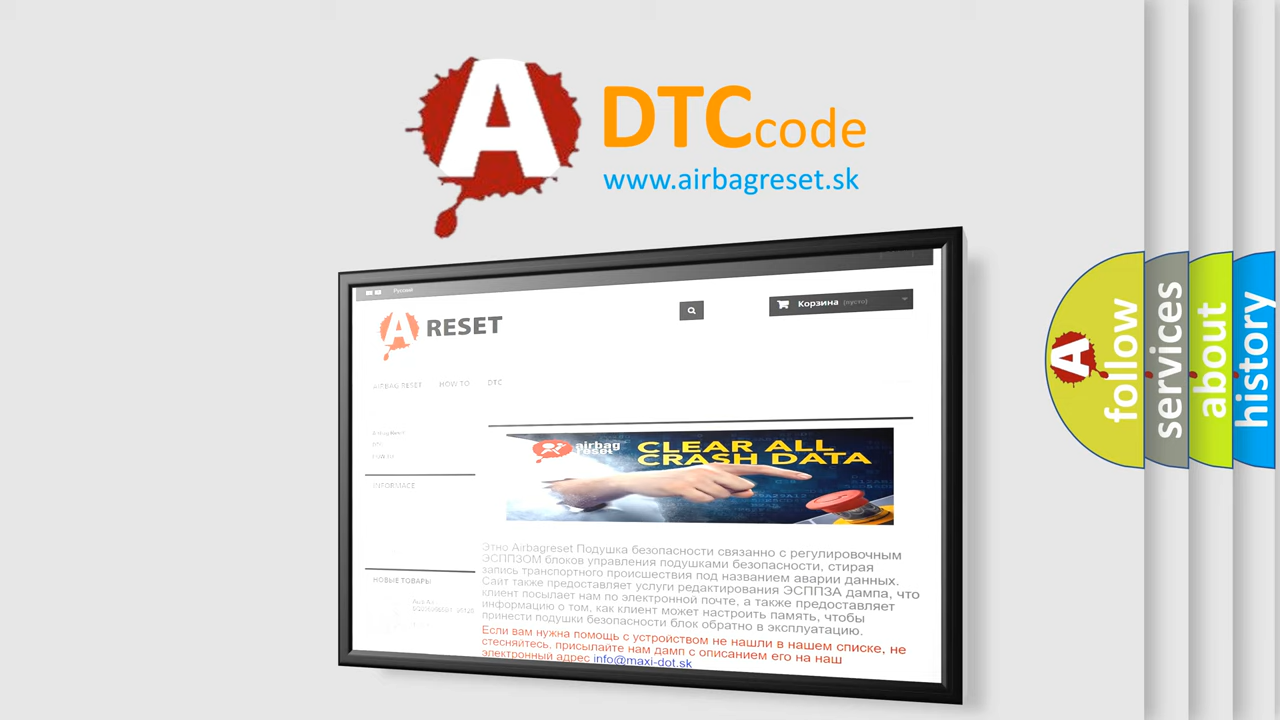 A
DTC code
www.airbagreset.sk
Русский
A RESET
Корзина (пусто)
AIRBAG RESET HOW TO DTC
INFORMACE
airbag
reset
CLEAR ALL
CRASH DATA
Этно Airbagreset Подушка безопасности связанно с регулировочным
ЭСППЗОМ блоков управления подушками безопасности, стирая
запись транспортного происшествия под названием аварии данных.
Сайт также предоставляет услуги редактирования ЭСППЗА дампа, что
клиент посылает нам по электронной почте, а также предоставляет
информацию о том, как клиент может настроить память, чтобы
принести подушки безопасности блок обратно в эксплуатацию.
Если вам нужна помощь с устройством не нашли в нашем списке, не
стесняйтесь, присылайте нам дамп с описанием его на наш
электронный адрес info@maxi-dot.sk
НОВЫЕ ТОВАРЫ
A
follow
services
about
history